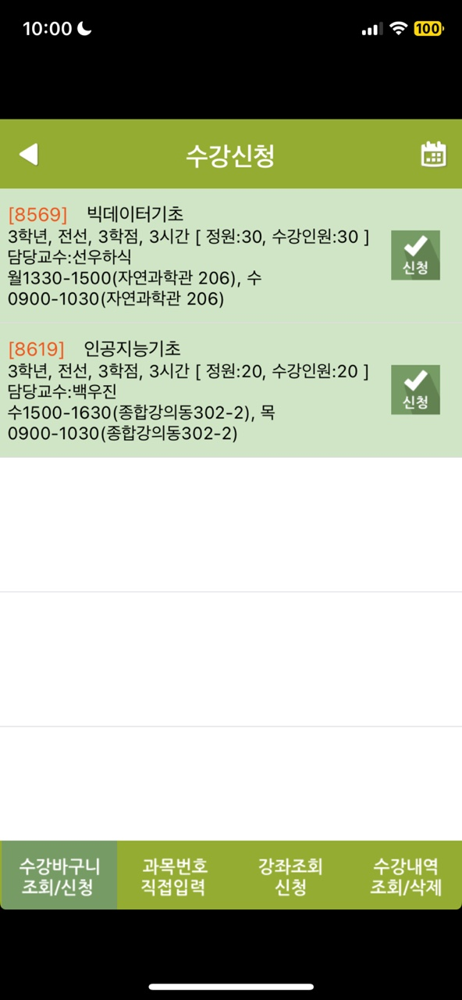 10:00
100
수강신청
[8569] 빅데이터기초
3학년, 전선, 3학점, 3시간 [ 정원:30, 수강인원:30 ]
담당교수:선우하식
월1330-1500(자연과학관 206), 수
0900-1030(자연과학관 206)
신청
[8619] 인공지능기초
3학년, 전선, 3학점, 3시간 [ 정원:20, 수강인원:20 ]
담당교수:백우진
수1500-1630(종합강의동302-2), 목
0900-1030(종합강의동302-2)
신청
수강바구니
조회/신청
과목번호
직접입력
강좌조회
신청
수강내역
조회/삭제